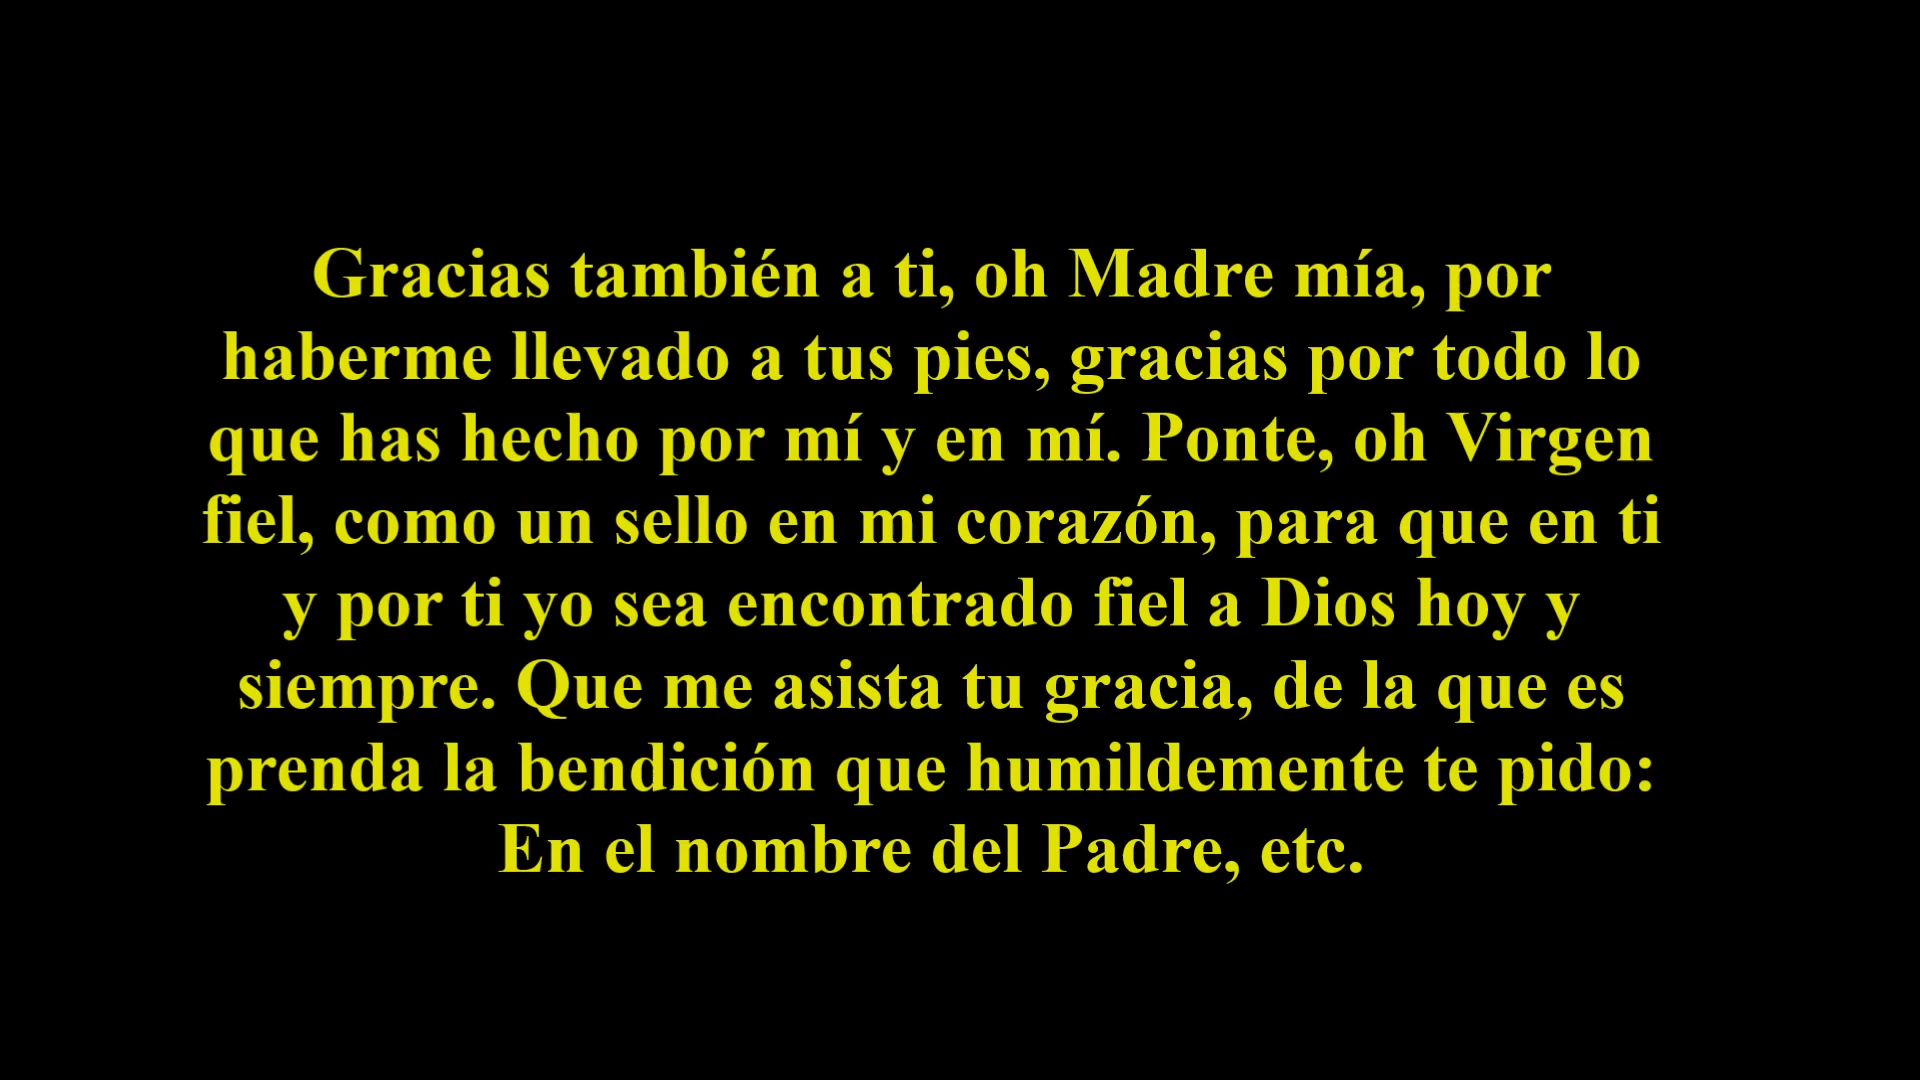 Gracias también a ti, oh Madre mía, por
haberme llevado a tus pies, gracias por todo lo
que has hecho por mí y en mí. Ponte, oh Virgen
fiel, como un sello en mi corazón, para que en ti
y por ti yo sea encontrado fiel a Dios hoy y
siempre. Que me asista tu gracia, de la que es
prenda la bendición que humildemente te pido:
En el nombre del Padre, etc.